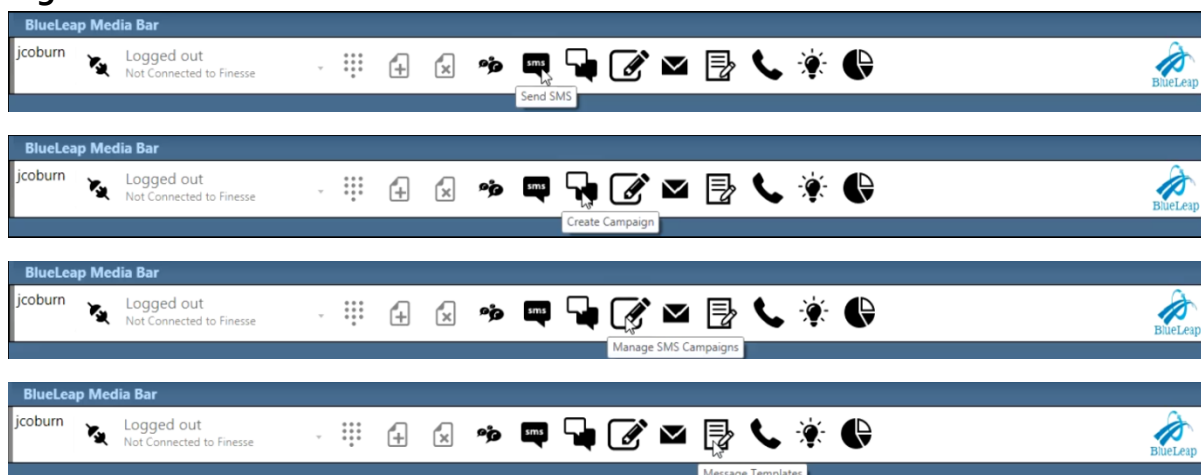 BlueLeap Media Bar
jcoburn
Logged out
Not Connected to Finesse
sms
Send SMS
BlueLeap
BlueLeap Media Bar
jcoburn
Logged out
Not Connected to Finesse
sms
Create Campaign
BlueLeap
BlueLeap Media Bar
jcoburn
Logged out
Not Connected to Finesse
sms
Manage SMS Campaigns
BlueLeap
BlueLeap Media Bar
jcoburn
Logged out
Not Connected to Finesse
sms
Message Templates
BlueLeap